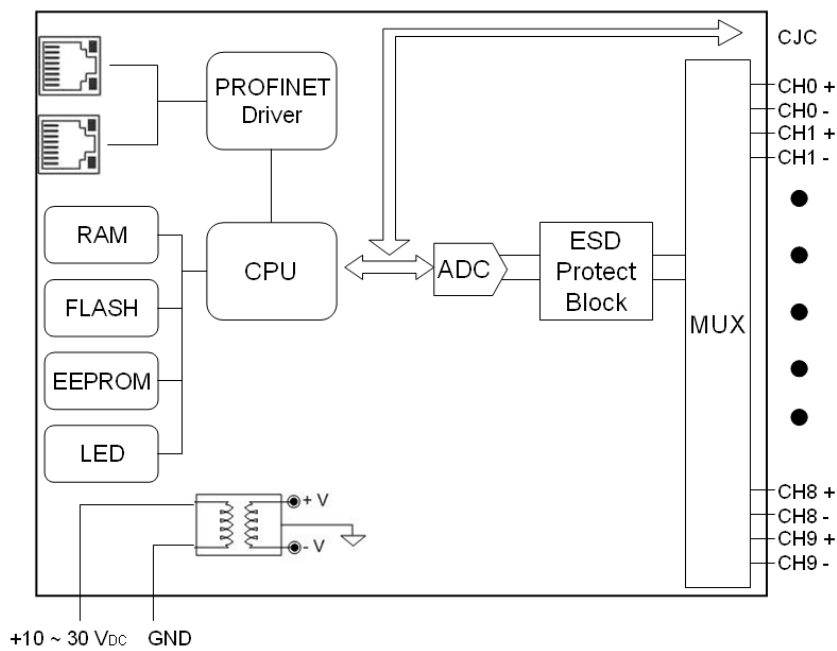 CJC
PROFINET
Driver
CH0 +
CH0 -
CH1 +
CH1 -
RAM
CPU
ADC
ESD
Protect
Block
MUX
FLASH
EEPROM
LED
+ V
- V
CH8 +
CH8 -
CH9 +
CH9 -
+10 ~ 30 VDC
GND